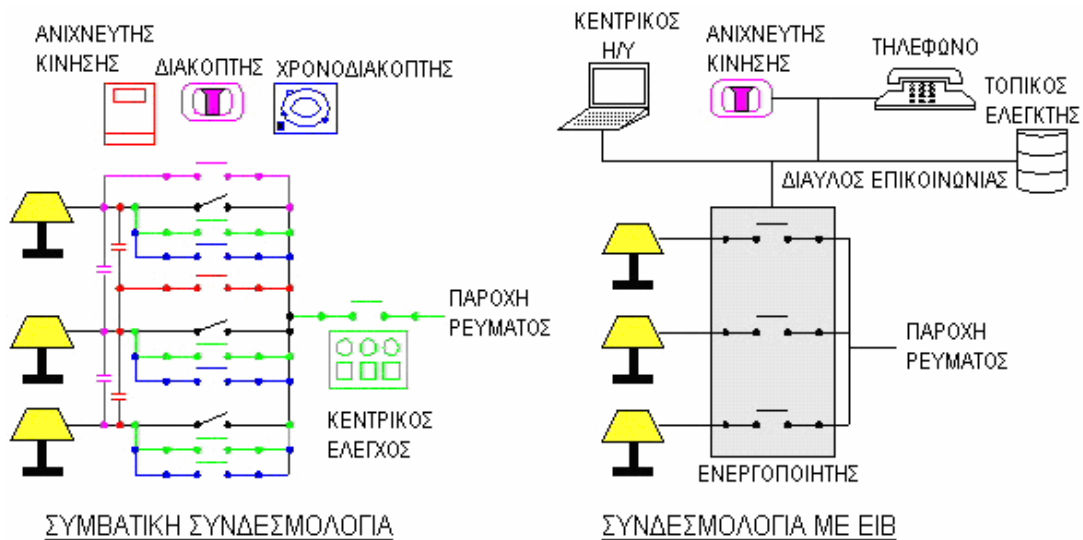 ΑΝΙΧΝΕΥΤΗΣ
ΚΙΝΗΣΗΣ
ΔΙΑΚΟΠΤΗΣ
ΧΡΟΝΟΔΙΑΚΟΠΤΗΣ
ΠΑΡΟΧΗ
ΡΕΥΜΑΤΟΣ
ΚΕΝΤΡΙΚΟΣ
ΕΛΕΓΧΟΣ
ΣΥΜΒΑΤΙΚΗ ΣΥΝΔΕΣΜΟΛΟΓΙΑ
ΚΕΝΤΡΙΚΟΣ
Η/Υ
ΑΝΙΧΝΕΥΤΗΣ
ΚΙΝΗΣΗΣ
ΤΗΛΕΦΩΝΟ
ΤΟΠΙΚΟΣ
ΕΛΕΓΚΤΗΣ
ΔΙΑΥΛΟΣ ΕΠΙΚΟΙΝΩΝΙΑΣ
ΠΑΡΟΧΗ
ΡΕΥΜΑΤΟΣ
ΕΝΕΡΓΟΠΟΙΗΤΗΣ
ΣΥΝΔΕΣΜΟΛΟΓΙΑ ΜΕ ΕΙΒ